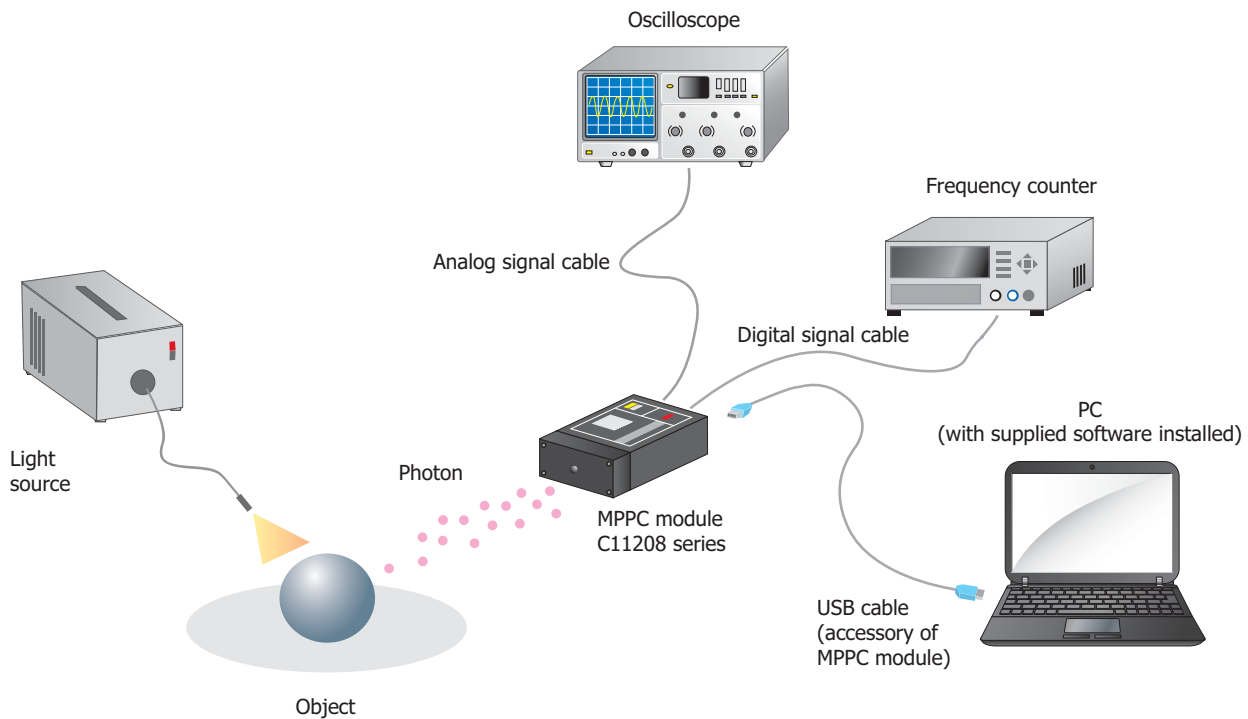 Oscilloscope
Frequency counter
Analog signal cable
Digital signal cable
PC
(with supplied software installed)
Light
source
Photon
MPPC module
C11208 series
USB cable
(accessory of
MPPC module)
Object